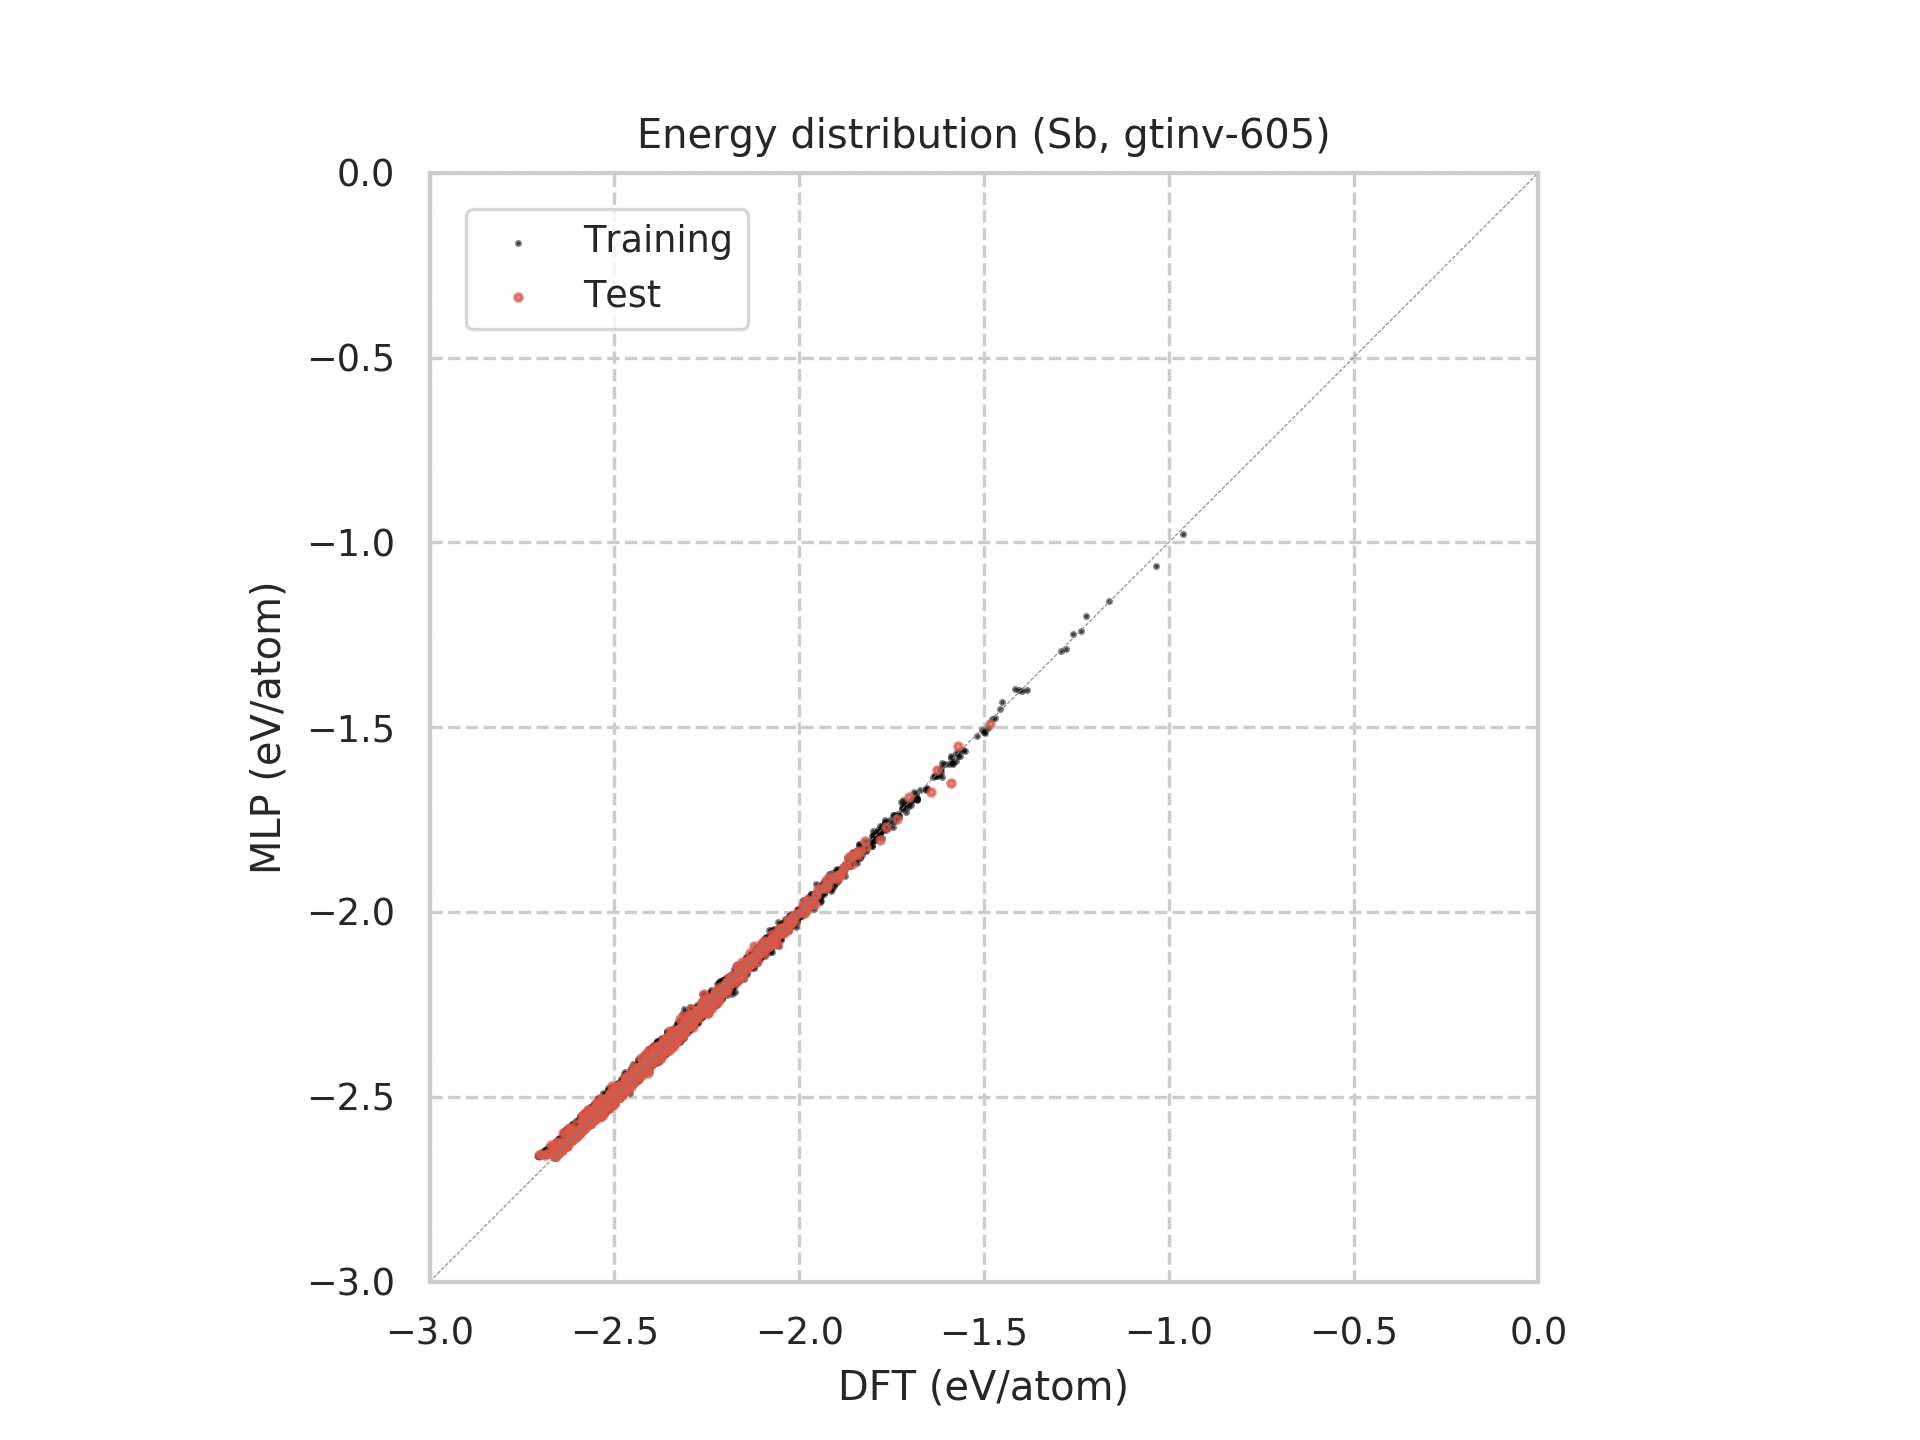 Energy distribution (Sb, gtinv-605)
0.0
Training
Test
−0.5
−1.0
MLP (eV/atom)
−1.5
−2.0
−2.5
−3.0
−3.0 −2.5 −2.0 −1.5 −1.0 −0.5 0.0
DFT (eV/atom)